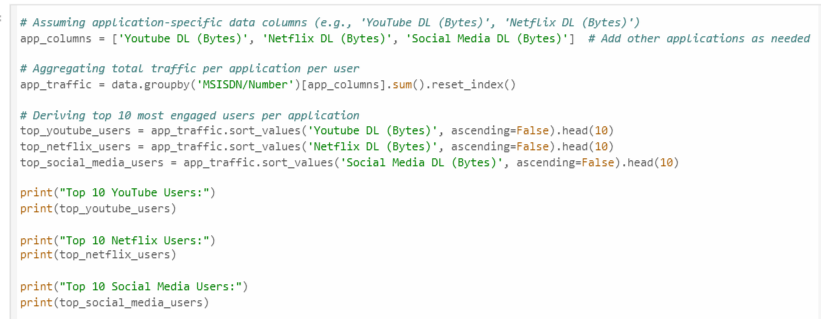 # Assuming application-specific data columns (e.g., 'YouTube DL (Bytes)', 'Netflix DL (Bytes)')
app_columns = ['Youtube DL (Bytes)', 'Netflix DL (Bytes)', 'Social Media DL (Bytes)']  # Add other applications as needed
# Aggregating total traffic per application per user
app_traffic = data.groupby('MSISDN/Number')[app_columns].sum().reset_index()
# Deriving top 10 most engaged users per application
top_youtube_users = app_traffic.sort_values('Youtube DL (Bytes)', ascending=False).head(10)
top_netflix_users = app_traffic.sort_values('Netflix DL (Bytes)', ascending=False).head(10)
top_social_media_users = app_traffic.sort_values('Social Media DL (Bytes)', ascending=False).head(10)
print("Top 10 YouTube Users:")
print(top_youtube_users)
print("Top 10 Netflix Users:")
print(top_netflix_users)
print("Top 10 Social Media Users:")
print(top_social_media_users)